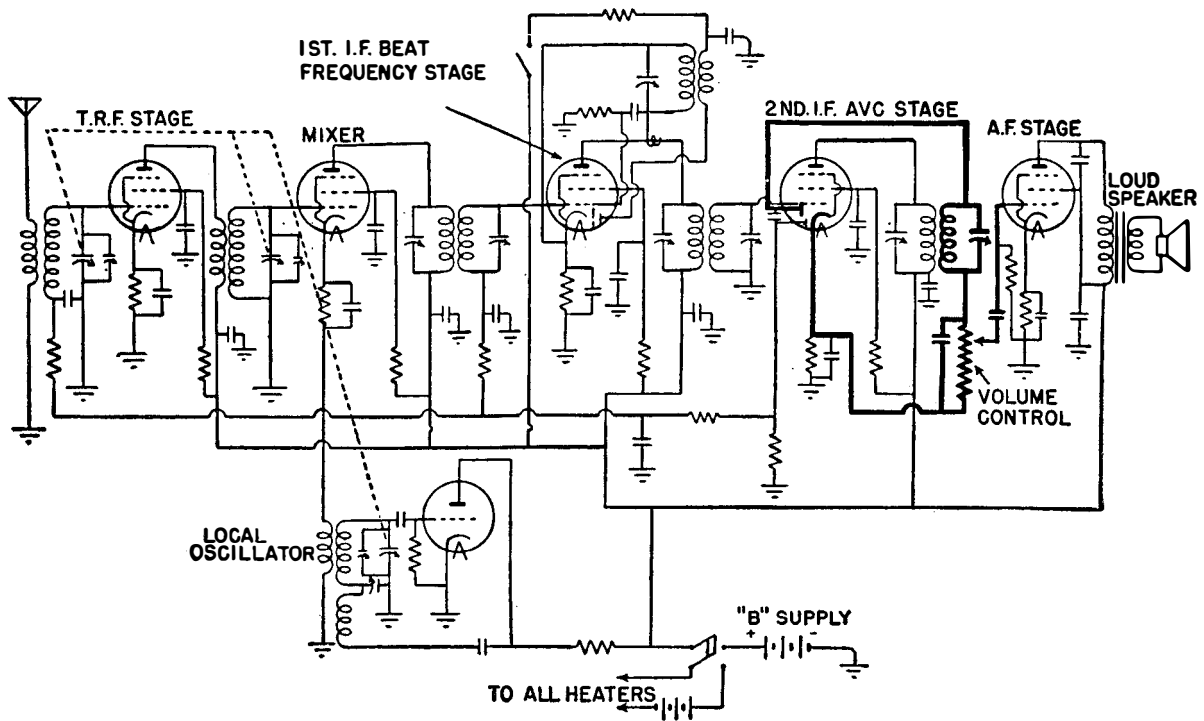 1ST. I.F. BEAT
FREQUENCY STAGE
T.R.F. STAGE
MIXER
2ND. I.F. AVC STAGE
A.F. STAGE
LOUD
SPEAKER
VOLUME
CONTROL
LOCAL
OSCILLATOR
"B" SUPPLY
+ -
TO ALL HEATERS